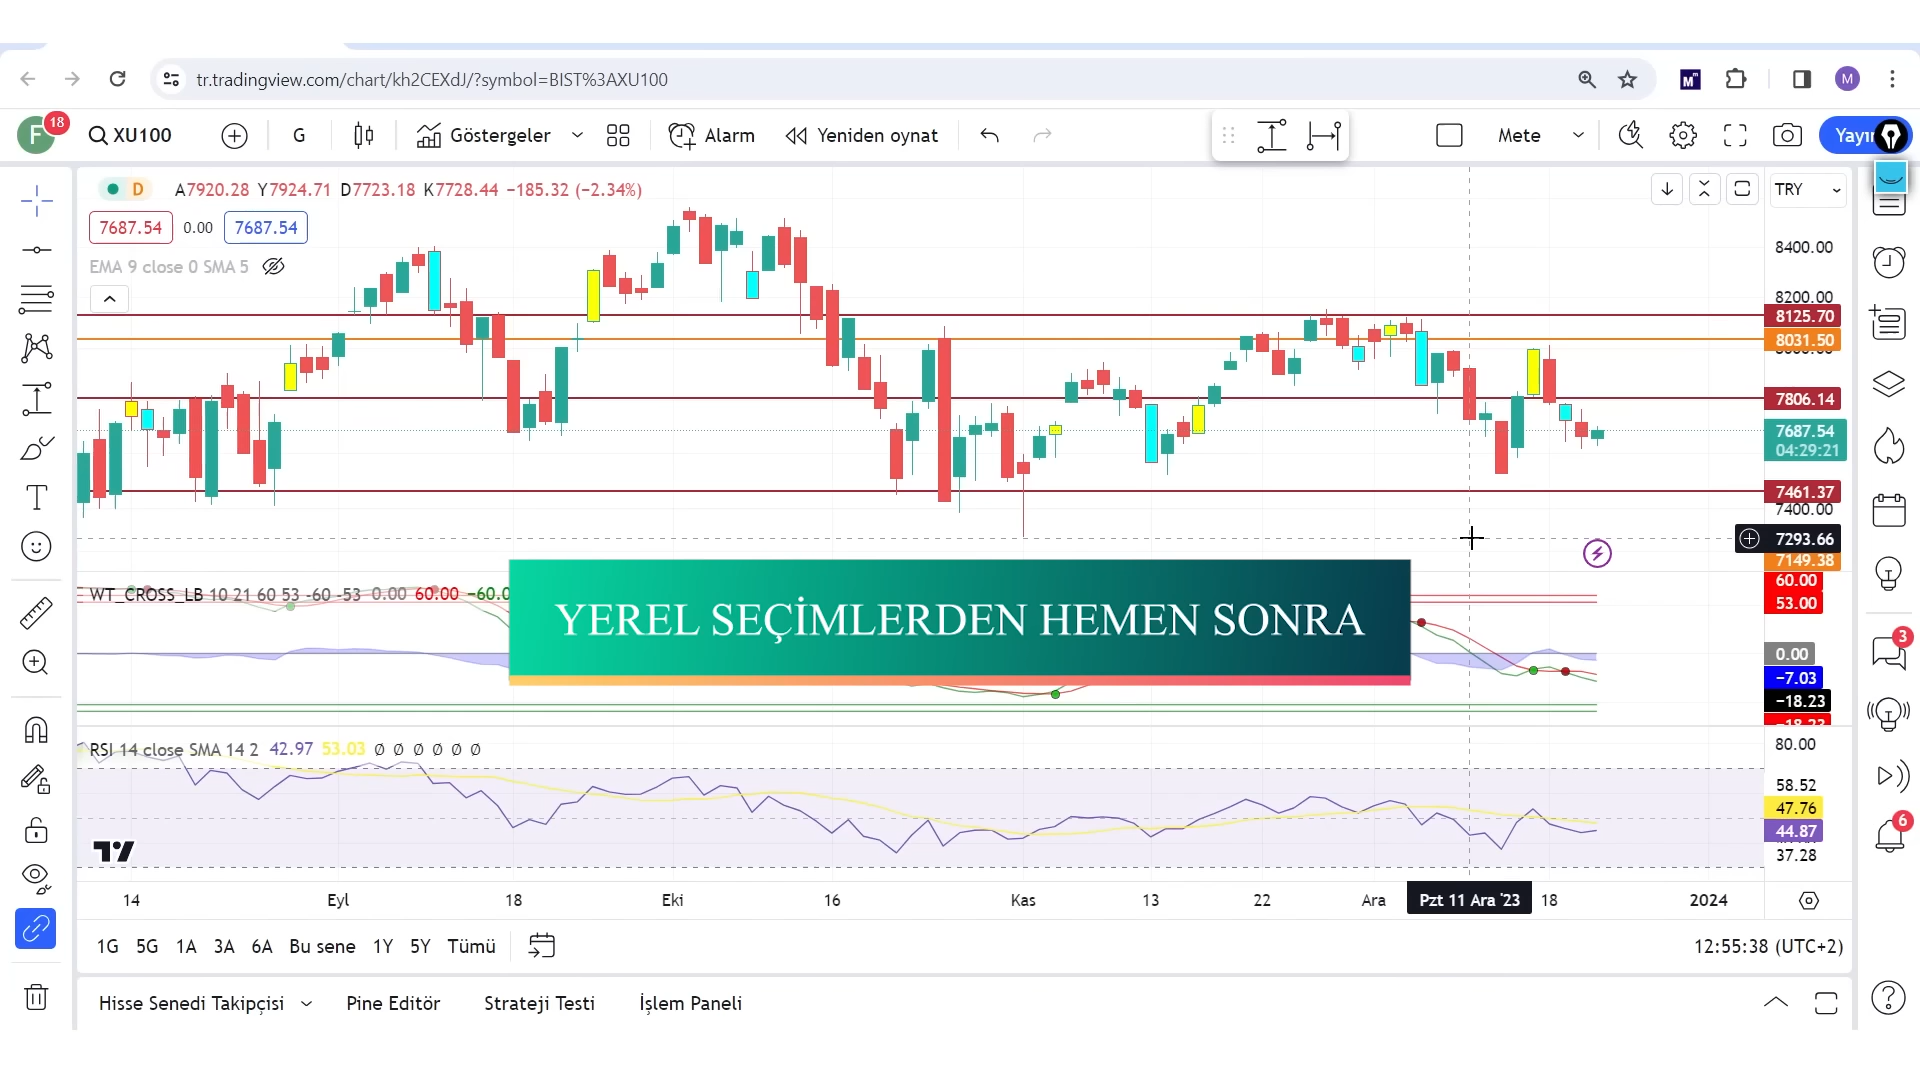 tr.tradingview.com/chart/kh2CEXdJ/?symbol=BIST%3AXU100
M
M
F 18 XU100 G Göstergeler Alarm Yeniden oynat Mete Yayın
D A7920.28 Y7924.71 D7723.18 K7728.44 −185.32 (−2.34%)
TRY
7687.54 0.00 7687.54
EMA 9 close 0 SMA 5
8400.00
8200.00
8125.70
8031.50
7806.14
7687.54
04:29:21
7461.37
7400.00
7293.66
7149.38
WT_CROSS_LB 10 21 60 53 -60 -53 0.00 60.00 −60.0
60.00
53.00
YEREL SEÇİMLERDEN HEMEN SONRA
0.00
−7.03
−18.23
3
RSI 14 close SMA 14 2 42.97 53.03 Ø Ø Ø Ø Ø Ø
80.00
58.52
47.76
44.87
37.28
6
14 Eyl 18 Eki 16 Kas 13 22 Ara Pzt 11 Ara '23 18 2024
1G 5G 1A 3A 6A Bu sene 1Y 5Y Tümü
12:55:38 (UTC+2)
Hisse Senedi Takipçisi Pine Editör Strateji Testi İşlem Paneli